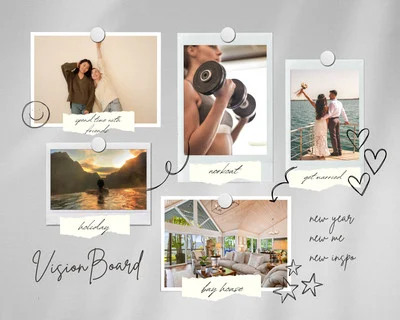 spend time with
friends
workout
get married
holiday
buy house
new year
new me
new inspo
VisionBoard